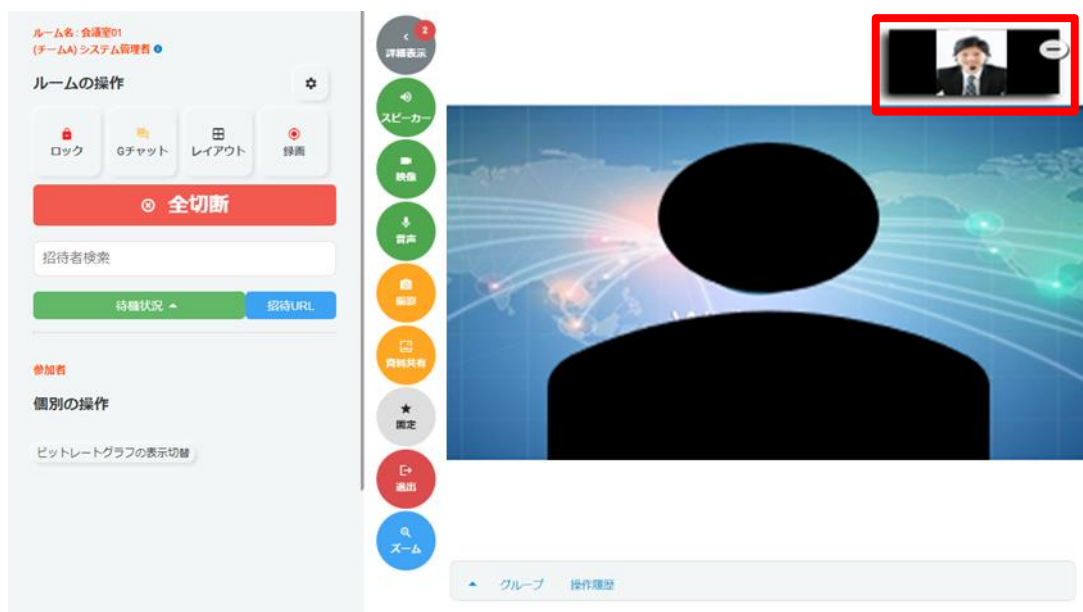 ルーム名 : 会議室01
(チームA) システム管理者
ルームの操作
ロック
Gチャット
レイアウト
録画
全切断
招待者検索
待機状況
招待URL
参加者
個別の操作
ビットレートグラフの表示切替
2
詳細表示
スピーカー
映像
音声
撮影
資料共有
固定
退出
ズーム
グループ
操作履歴